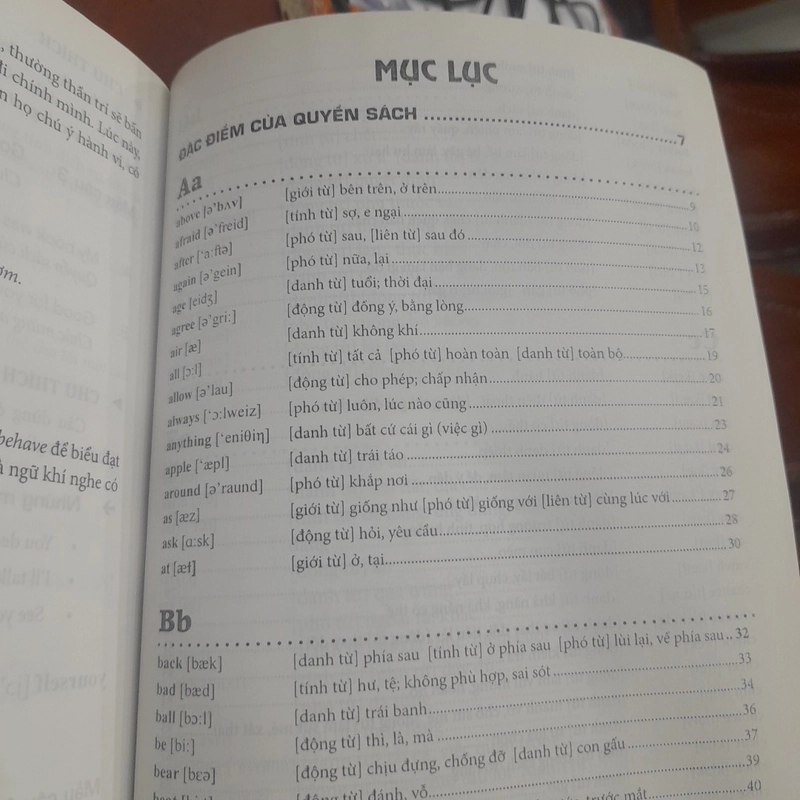 , thường thần trí sẽ bấn
đi chính mình. Lúc này,
n họ chú ý hành vi, có
ơm.
behave để biểu đạt
à ngữ khí nghe có
MỤC LỤC
ĐẶC ĐIỂM CỦA QUYỂN SÁCH ..... 7
Aa
above [ə'bʌv] [giới từ] bên trên, ở trên ..... 9
afraid [ə'freid] [tính từ] sợ, e ngại ..... 10
after ['a:ftə] [phó từ] sau, [liên từ] sau đó ..... 12
again [ə'gein] [phó từ] nữa, lại ..... 13
age [eidʒ] [danh từ] tuổi; thời đại ..... 15
agree [ə'gri:] [động từ] đồng ý, bằng lòng ..... 16
air [æ] [danh từ] không khí ..... 17
all [ɔ:l] [tính từ] tất cả [phó từ] hoàn toàn [danh từ] toàn bộ ..... 19
allow [ə'lau] [động từ] cho phép; chấp nhận ..... 20
always ['ɔ:lweiz] [phó từ] luôn, lúc nào cũng ..... 21
anything ['eniθiŋ] [danh từ] bất cứ cái gì (việc gì) ..... 23
apple ['æpl] [danh từ] trái táo ..... 24
around [ə'raund] [phó từ] khắp nơi ..... 26
as [æz] [giới từ] giống như [phó từ] giống với [liên từ] cùng lúc với ..... 27
ask [ɑ:sk] [động từ] hỏi, yêu cầu ..... 28
at [æt] [giới từ] ở, tại ..... 30
Bb
back [bæk] [danh từ] phía sau [tính từ] ở phía sau [phó từ] lùi lại, về phía sau .. 32
bad [bæd] [tính từ] hư, tệ; không phù hợp, sai sót ..... 33
ball [bɔ:l] [danh từ] trái banh ..... 34
be [bi:] [động từ] thì, là, mà ..... 36
bear [bɛə] [động từ] chịu đựng, chống đỡ [danh từ] con gấu ..... 37
[động từ] đánh, vỗ ..... 39
trước mắt ..... 40